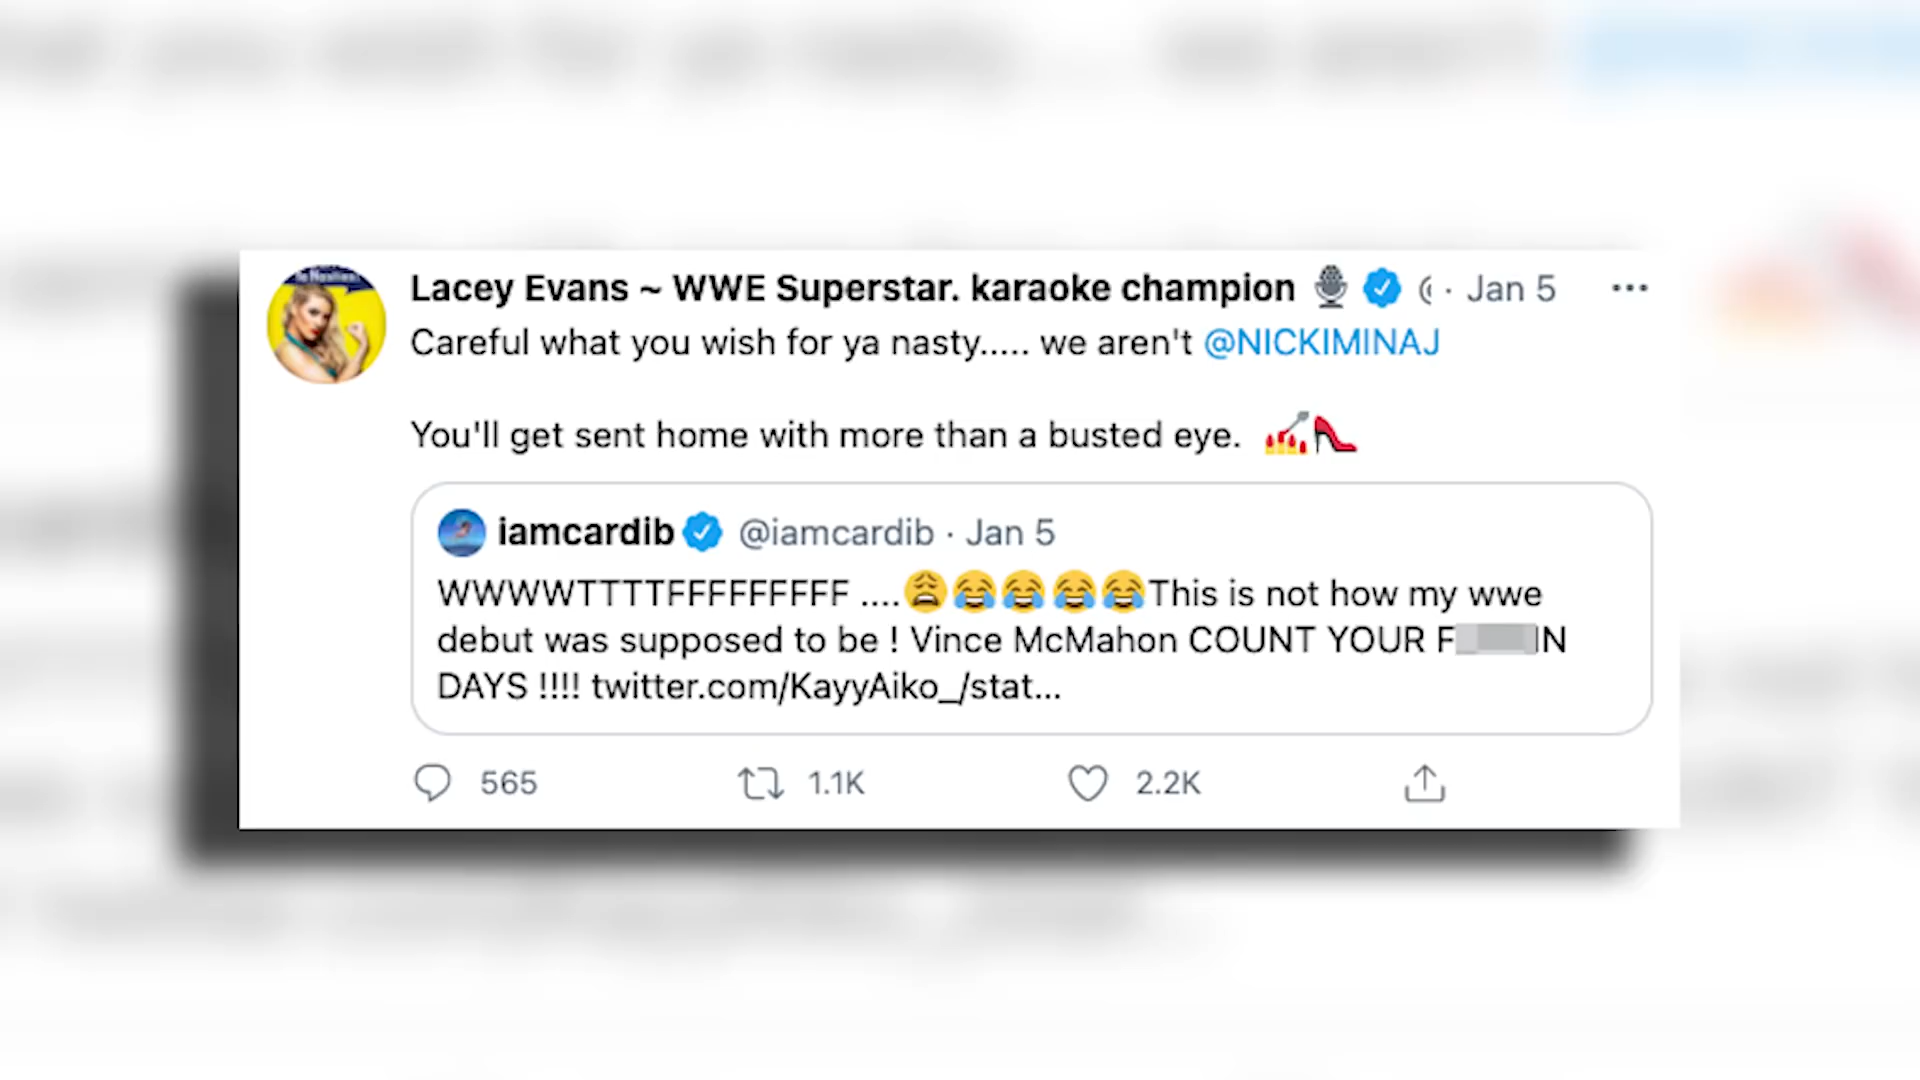 Lacey Evans ~ WWE Superstar. karaoke champion 🎙 · Jan 5
Careful what you wish for ya nasty..... we aren't @NICKIMINAJ
You'll get sent home with more than a busted eye. 💅👠
iamcardib @iamcardib · Jan 5
WWWWTTTTFFFFFFFFF ....😩😂😂😂😂This is not how my wwe
debut was supposed to be ! Vince McMahon COUNT YOUR F IN
DAYS !!!! twitter.com/KayyAiko_/stat...
565 1.1K 2.2K